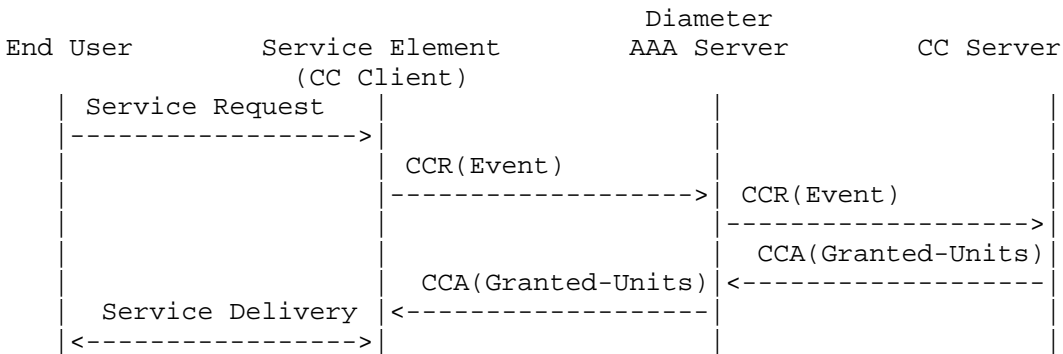 Diameter
End User Service Element AAA Server CC Server
(CC Client)
Service Request
CCR(Event)
CCR(Event)
CCA(Granted-Units)
CCA(Granted-Units)
Service Delivery